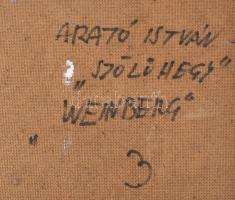 ARATÓ ISTVÁN
"SZŐLŐHEGY"
WEINBERG"
"
3